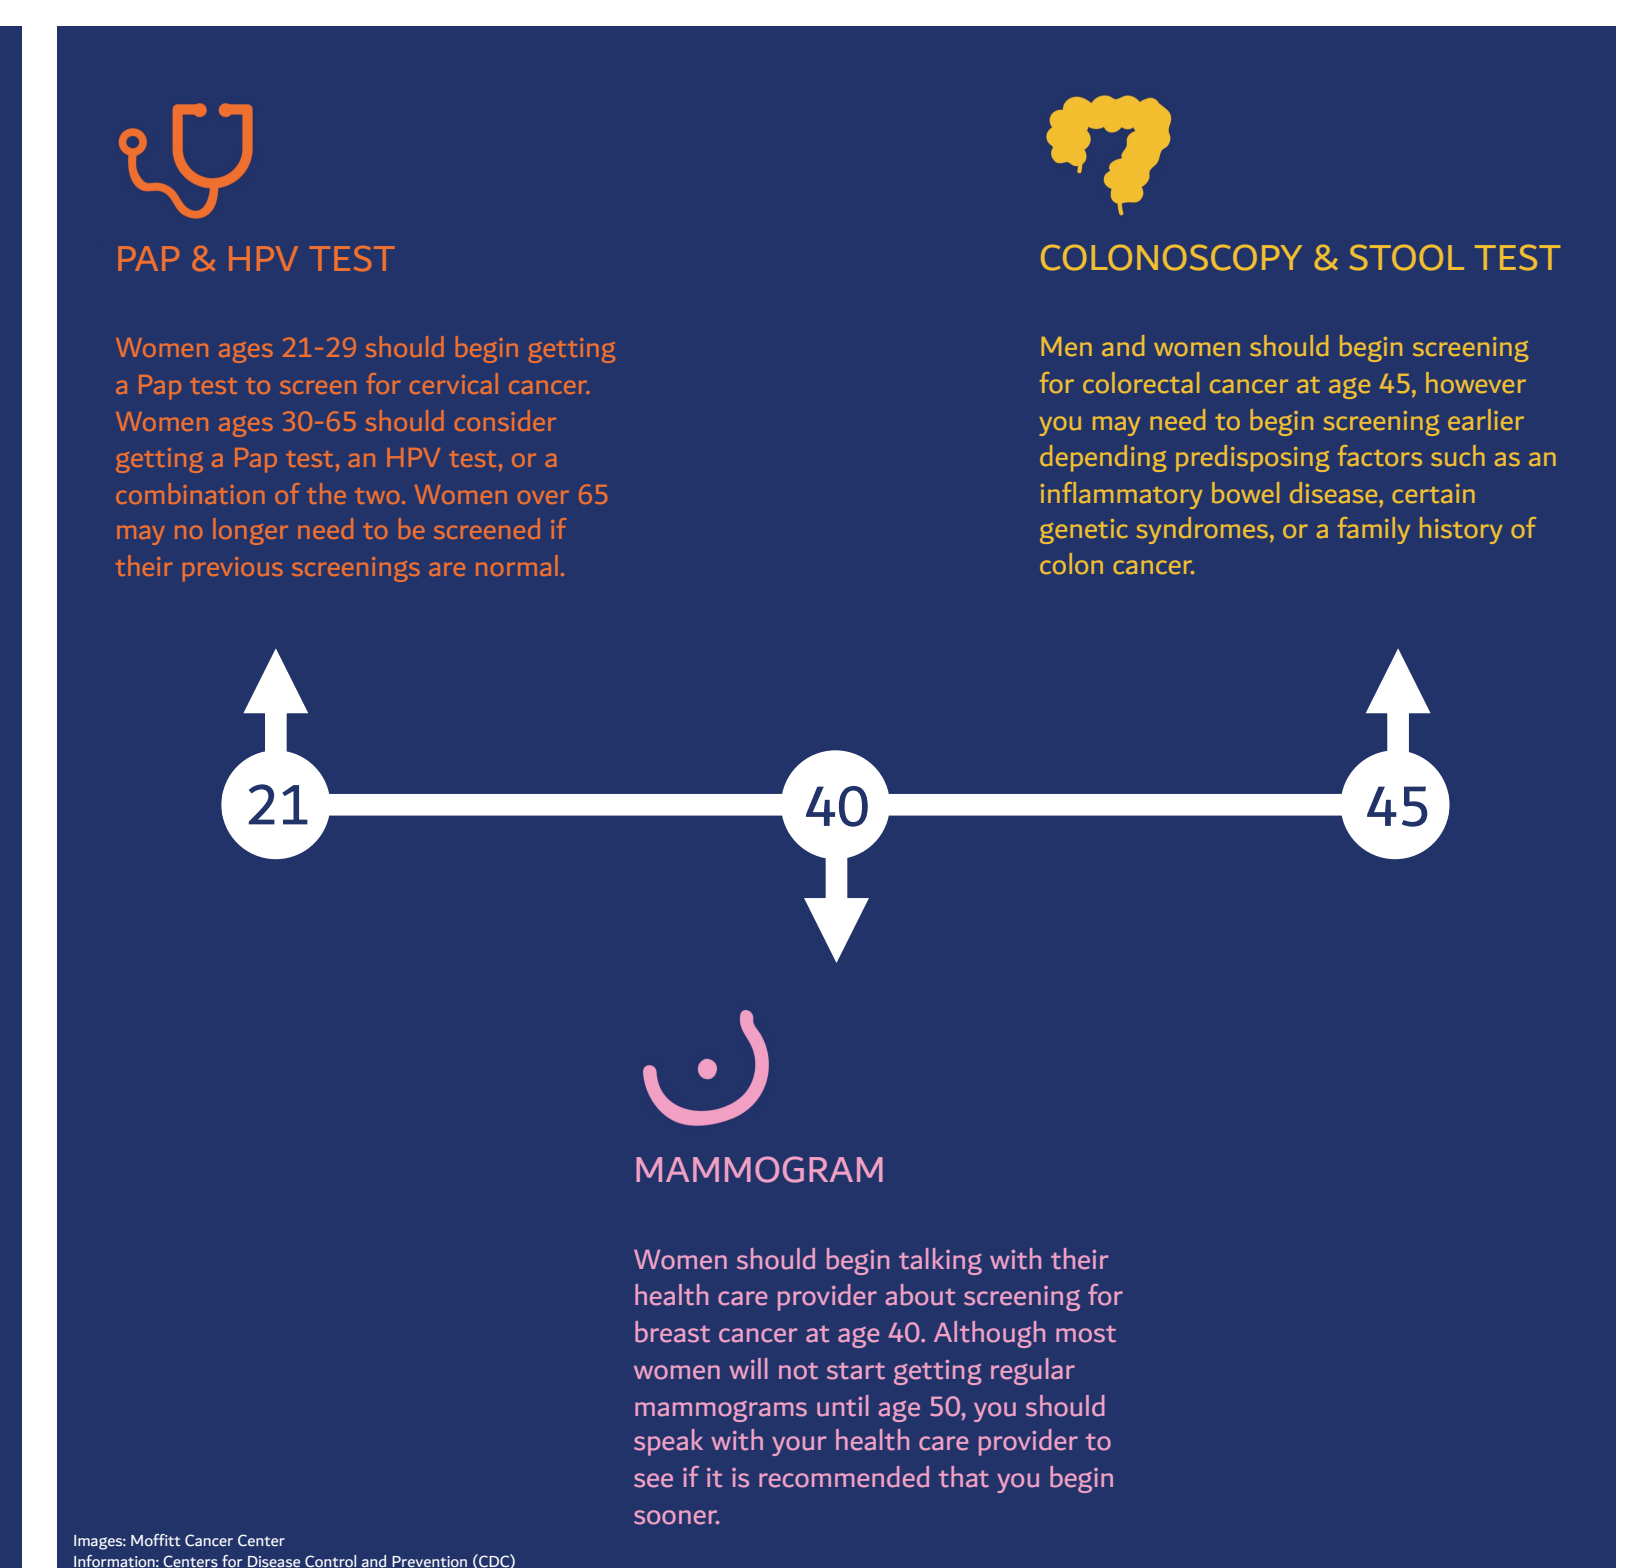 PAP & HPV TEST
Women ages 21-29 should begin getting
a Pap test to screen for cervical cancer.
Women ages 30-65 should consider
getting a Pap test, an HPV test, or a
combination of the two. Women over 65
may no longer need to be screened if
their previous screenings are normal.
COLONOSCOPY & STOOL TEST
Men and women should begin screening
for colorectal cancer at age 45, however
you may need to begin screening earlier
depending predisposing factors such as an
inflammatory bowel disease, certain
genetic syndromes, or a family history of
colon cancer.
21
40
45
MAMMOGRAM
Women should begin talking with their
health care provider about screening for
breast cancer at age 40. Although most
women will not start getting regular
mammograms until age 50, you should
speak with your health care provider to
see if it is recommended that you begin
sooner.
Images: Moffitt Cancer Center
Information: Centers for Disease Control and Prevention (CDC)